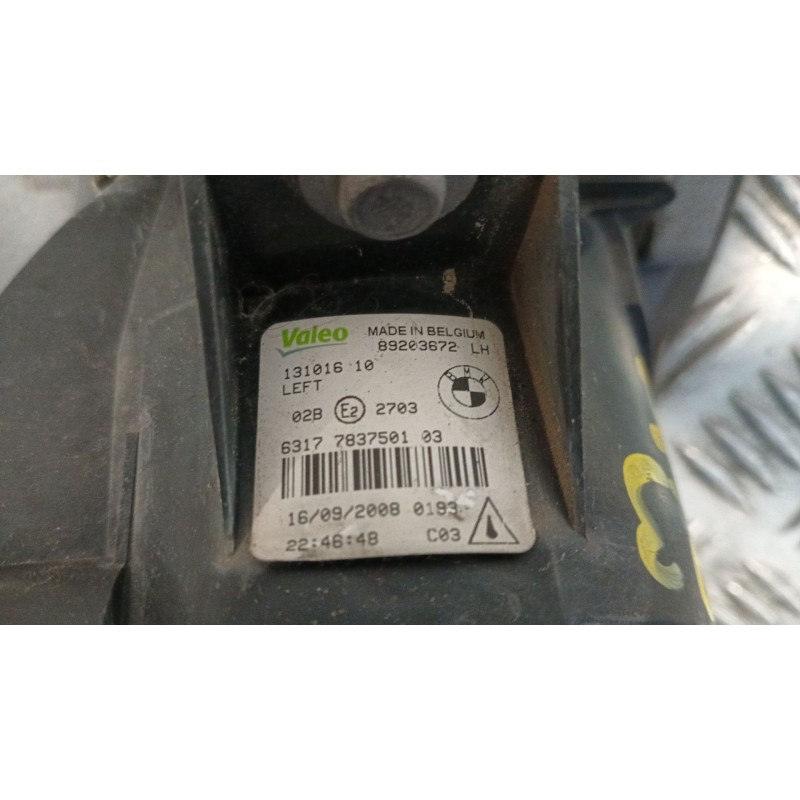 Valeo MADE IN BELGIUM
89203672 LH
131016 10
LEFT
BMW
02B E2 2703
6317 7837501 03
16/09/2008 0193
22:46:48 C03